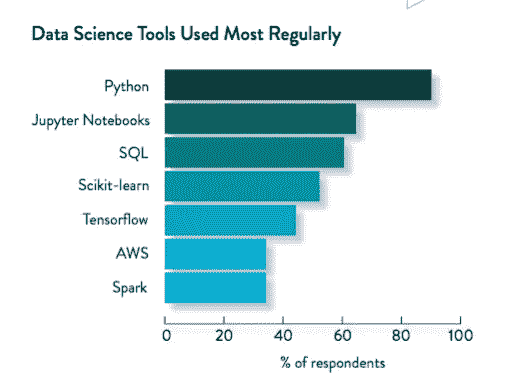 Data Science Tools Used Most Regularly
Python
Jupyter Notebooks
SQL
Scikit-learn
Tensorflow
AWS
Spark
0 20 40 60 80 100
% of respondents